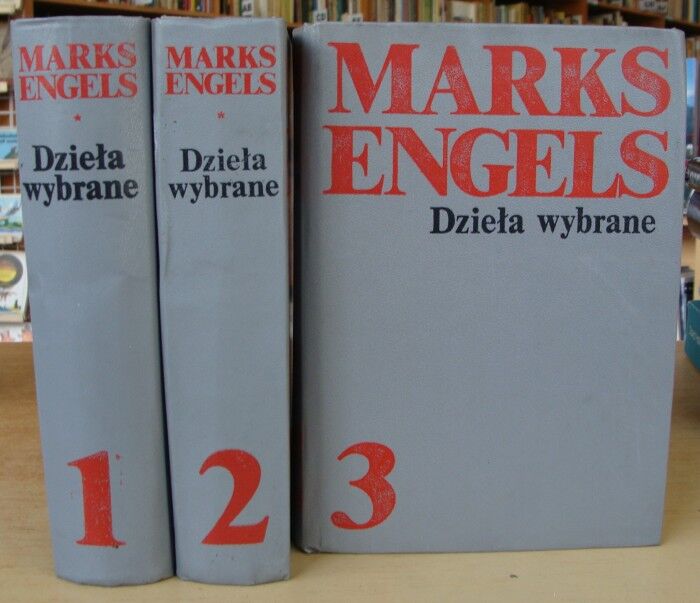 MARKS
ENGELS
*
Dzieła
wybrane
1
MARKS
ENGELS
*
Dzieła
wybrane
2
MARKS
ENGELS
Dzieła wybrane
3